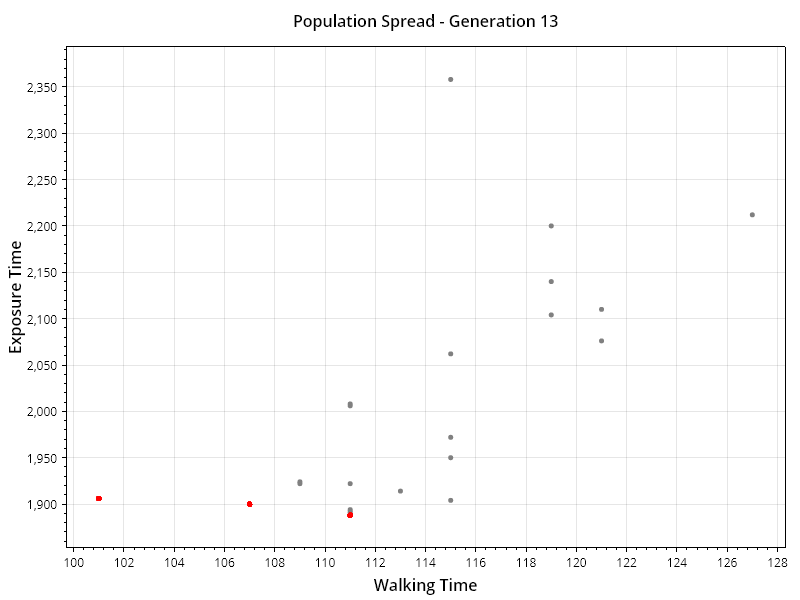 Population Spread - Generation 13
Exposure Time
2,350
2,300
2,250
2,200
2,150
2,100
2,050
2,000
1,950
1,900
100 102 104 106 108 110 112 114 116 118 120 122 124 126 128
Walking Time